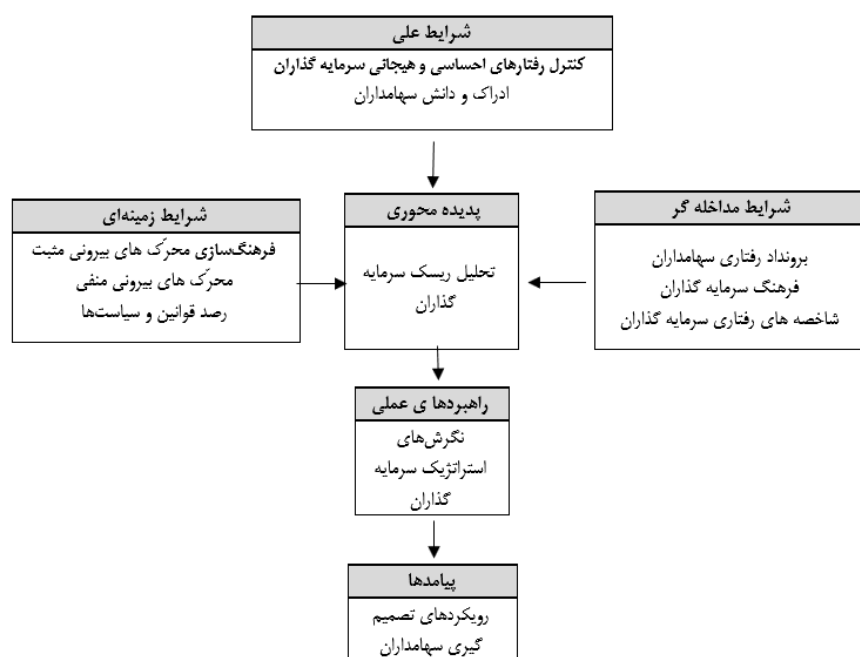 شرایط علی
کنترل رفتارهای احساسی و هیجانی سرمایه گذاران
ادراک و دانش سهامداران
شرایط زمینه‌ای
فرهنگ‌سازی محرّک های بیرونی مثبت
محرّک های بیرونی منفی
رصد قوانین و سیاست‌ها
پدیده محوری
تحلیل ریسک سرمایه
گذاران
شرایط مداخله گر
برونداد رفتاری سهامداران
فرهنگ سرمایه گذاران
شاخصه های رفتاری سرمایه گذاران
راهبردها ی عملی
نگرش‌های
استراتژیک سرمایه
گذاران
پیامدها
رویکردهای تصمیم
گیری سهامداران